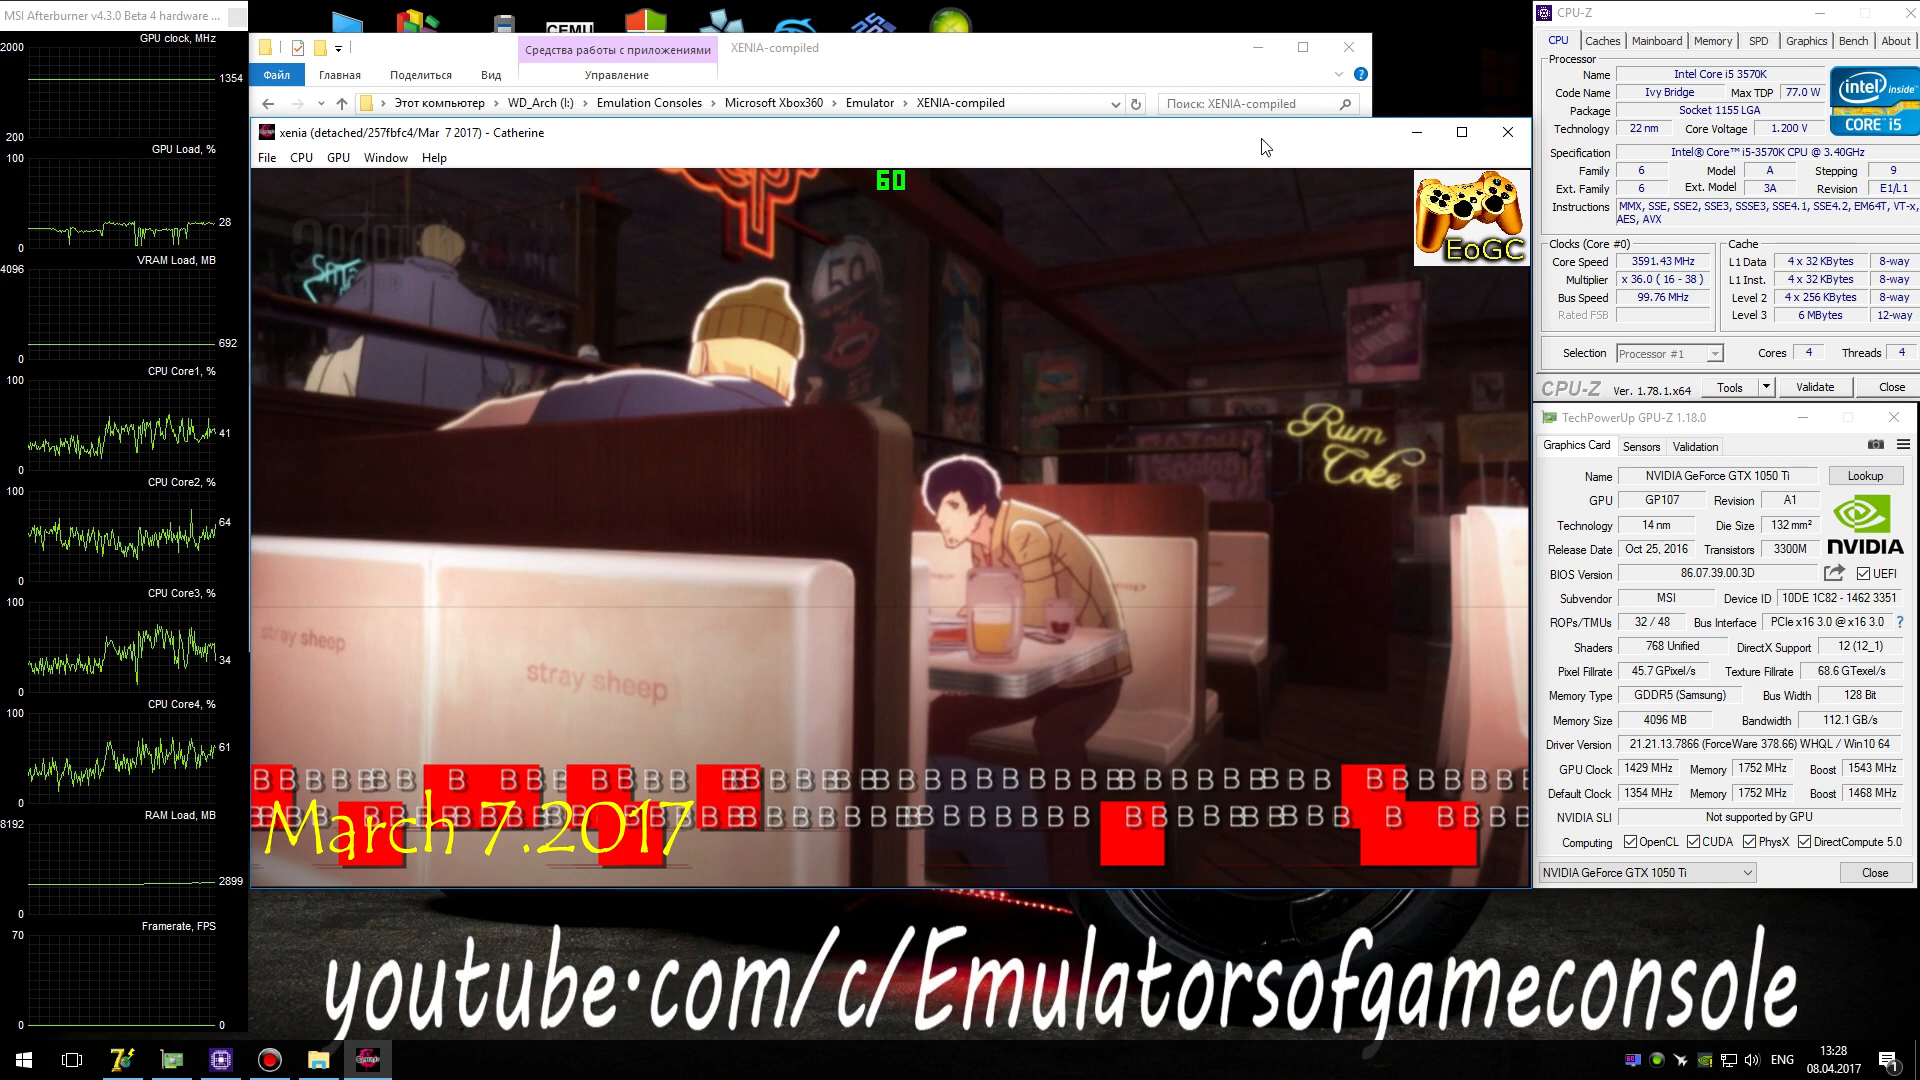 MSI Afterburner v4.3.0 Beta 4 hardware ...
GPU clock, MHz
2000
1354
200
GPU Load, %
100
28
0
VRAM Load, MB
4096
692
0
CPU Core1, %
100
41
0
CPU Core2, %
100
64
0
CPU Core3, %
100
34
0
CPU Core4, %
100
61
0
RAM Load, MB
8192
2899
0
Framerate, FPS
70
0
0
CEMU
Средства работы с приложениями
XENIA-compiled
Файл Главная Поделиться Вид Управление
Этот компьютер > WD_Arch (I:) > Emulation Consoles > Microsoft Xbox360 > Emulator > XENIA-compiled
Поиск: XENIA-compiled
xenia (detached/257fbfc4/Mar 7 2017) - Catherine
File CPU GPU Window Help
60
EoGC
50
Rum
Coke
stray sheep
stray sheep
March 7.2017
youtube.com/c/Emulatorsofgameconsole
CPU-Z
CPU Caches Mainboard Memory SPD Graphics Bench About
Processor
Name Intel Core i5 3570K
Code Name Ivy Bridge Max TDP 77.0 W
Package Socket 1155 LGA
Technology 22 nm Core Voltage 1.200 V
intel inside
CORE i5
Specification Intel® Core™ i5-3570K CPU @ 3.40GHz
Family 6 Model A Stepping 9
Ext. Family 6 Ext. Model 3A Revision E1/L1
Instructions MMX, SSE, SSE2, SSE3, SSSE3, SSE4.1, SSE4.2, EM64T, VT-x,
AES, AVX
Clocks (Core #0) Cache
Core Speed 3591.43 MHz L1 Data 4 x 32 KBytes 8-way
Multiplier x 36.0 ( 16 - 38 ) L1 Inst. 4 x 32 KBytes 8-way
Bus Speed 99.76 MHz Level 2 4 x 256 KBytes 8-way
Rated FSB Level 3 6 MBytes 12-way
Selection Processor #1 Cores 4 Threads 4
CPU-Z Ver. 1.78.1.x64 Tools Validate Close
TechPowerUp GPU-Z 1.18.0
Graphics Card Sensors Validation
Name NVIDIA GeForce GTX 1050 Ti Lookup
GPU GP107 Revision A1
Technology 14 nm Die Size 132 mm²
Release Date Oct 25, 2016 Transistors 3300M
NVIDIA
BIOS Version 86.07.39.00.3D UEFI
Subvendor MSI Device ID 10DE 1C82 - 1462 3351
ROPs/TMUs 32 / 48 Bus Interface PCIe x16 3.0 @ x16 3.0 ?
Shaders 768 Unified DirectX Support 12 (12_1)
Pixel Fillrate 45.7 GPixel/s Texture Fillrate 68.6 GTexel/s
Memory Type GDDR5 (Samsung) Bus Width 128 Bit
Memory Size 4096 MB Bandwidth 112.1 GB/s
Driver Version 21.21.13.7866 (ForceWare 378.66) WHQL / Win10 64
GPU Clock 1429 MHz Memory 1752 MHz Boost 1543 MHz
Default Clock 1354 MHz Memory 1752 MHz Boost 1468 MHz
NVIDIA SLI Not supported by GPU
Computing OpenCL CUDA PhysX DirectCompute 5.0
NVIDIA GeForce GTX 1050 Ti Close
ENG
13:28
08.04.2017
1